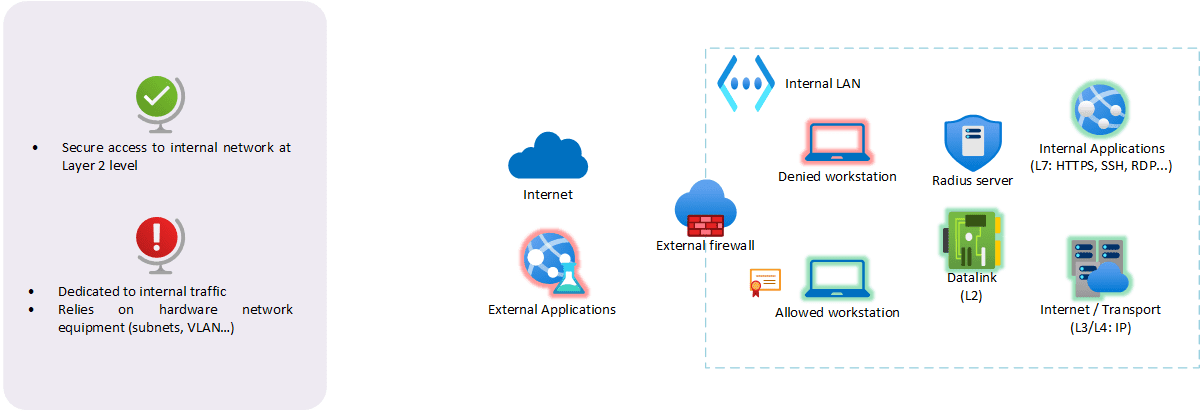 • Secure access to internal network at
Layer 2 level
• Dedicated to internal traffic
• Relies on hardware network
equipment (subnets, VLAN...)
Internet
External Applications
External firewall
Internal LAN
Denied workstation
Radius server
Internal Applications
(L7: HTTPS, SSH, RDP...)
Allowed workstation
Datalink
(L2)
Internet / Transport
(L3/L4: IP)